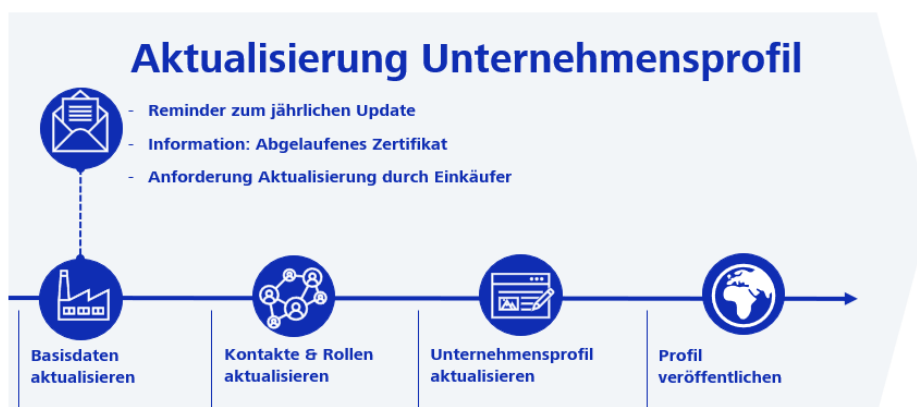 Aktualisierung Unternehmensprofil
- Reminder zum jährlichen Update
- Information: Abgelaufenes Zertifikat
- Anforderung Aktualisierung durch Einkäufer
Basisdaten
aktualisieren
Kontakte & Rollen
aktualisieren
Unternehmensprofil
aktualisieren
Profil
veröffentlichen